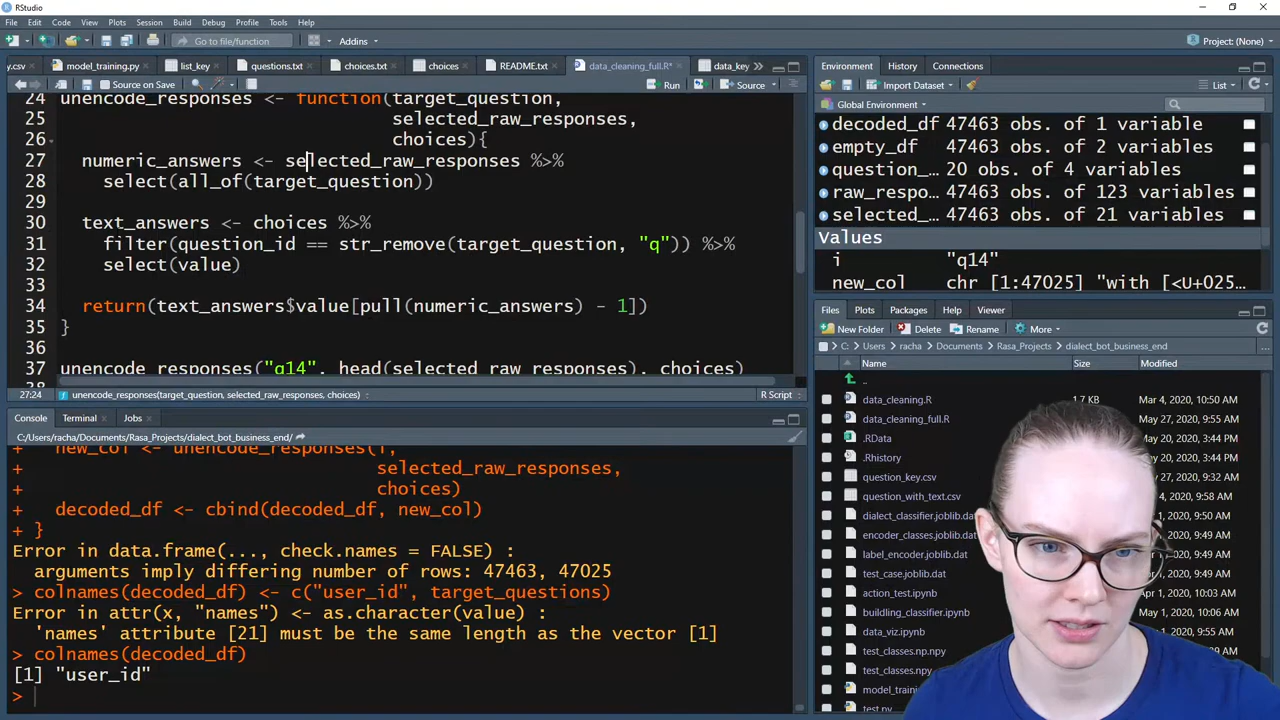 RStudio
File Edit Code View Plots Session Build Debug Profile Tools Help
Go to file/function Addins Project: (None)
y.csv model_training.py list_key questions.txt choices.txt choices README.txt data_cleaning_full.R* data_key
Source on Save Run Source
24 unencode_responses <- function(target_question,
25 selected_raw_responses,
26 choices){
27 numeric_answers <- selected_raw_responses %>%
28 select(all_of(target_question))
29
30 text_answers <- choices %>%
31 filter(question_id == str_remove(target_question, "q")) %>%
32 select(value)
33
34 return(text_answers$value[pull(numeric_answers) - 1])
35 }
36
37 unencode_responses("q14", head(selected_raw_responses), choices)
38
27:24 unencode_responses(target_question, selected_raw_responses, choices) R Script
Console Terminal Jobs
C:/Users/racha/Documents/Rasa_Projects/dialect_bot_business_end/
+ new_col <- unencode_responses(i,
+ selected_raw_responses,
+ choices)
+ decoded_df <- cbind(decoded_df, new_col)
+ }
Error in data.frame(..., check.names = FALSE) :
arguments imply differing number of rows: 47463, 47025
> colnames(decoded_df) <- c("user_id", target_questions)
Error in attr(x, "names") <- as.character(value) :
'names' attribute [21] must be the same length as the vector [1]
> colnames(decoded_df)
[1] "user_id"
>
Environment History Connections
Import Dataset List
Global Environment
decoded_df 47463 obs. of 1 variable
empty_df 47463 obs. of 2 variables
question_… 20 obs. of 4 variables
raw_respo… 47463 obs. of 123 variables
selected_… 47463 obs. of 21 variables
Values
i "q14"
new_col chr [1:47025] "with [<U+025…
Files Plots Packages Help Viewer
New Folder Delete Rename More
C: Users racha Documents Rasa_Projects dialect_bot_business_end ...
Name Size Modified
..
data_cleaning.R 1.7 KB Mar 4, 2020, 10:50 AM
data_cleaning_full.R May 27, 2020, 9:55 AM
.RData May 20, 2020, 3:44 PM
.Rhistory 2020, 3:44 PM
question_key.csv 2020, 9:32 AM
question_with_text.csv 4, 2020, 9:58 AM
dialect_classifier.joblib.dat 1, 2020, 9:50 AM
encoder_classes.joblib.da 2020, 9:49 AM
label_encoder.joblib.dat 1, 2020, 9:49 AM
test_case.joblib.dat 2020, 9:49 AM
action_test.ipynb 1, 2020, 10:03 AM
buildling_classifier.ipynb 1, 2020, 10:06 AM
data_viz.ipynb 1, 2020, 9:55 AM
test_classes.np.npy
test_classes.np
model_train
test.py